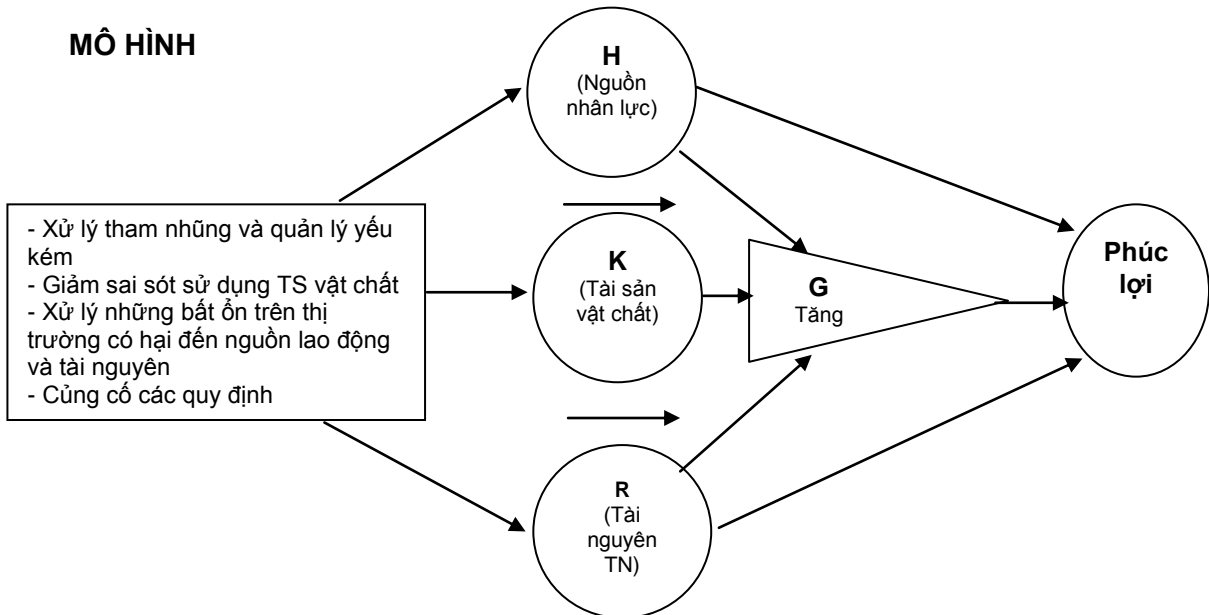 MÔ HÌNH
H
(Nguồn
nhân lực)
- Xử lý tham nhũng và quản lý yếu
kém
- Giảm sai sót sử dụng TS vật chất
- Xử lý những bất ổn trên thị
trường có hại đến nguồn lao động
và tài nguyên
- Củng cố các quy định
K
(Tài sản
vật chất)
G
Tăng
Phúc
lợi
R
(Tài
nguyên
TN)